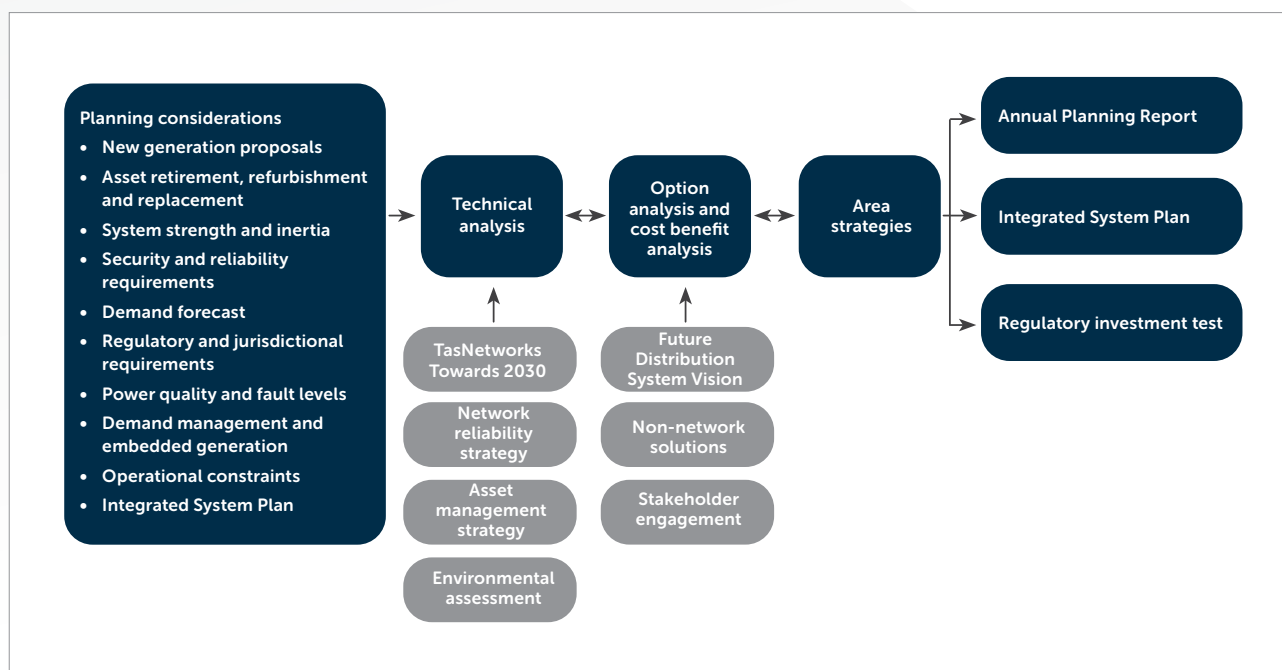 Planning considerations
• New generation proposals
• Asset retirement, refurbishment
and replacement
• System strength and inertia
• Security and reliability
requirements
• Demand forecast
• Regulatory and jurisdictional
requirements
• Power quality and fault levels
• Demand management and
embedded generation
• Operational constraints
• Integrated System Plan
Technical
analysis
TasNetworks
Towards 2030
Network
reliability
strategy
Asset
management
strategy
Environmental
assessment
Option
analysis and
cost benefit
analysis
Future
Distribution
System Vision
Non-network
solutions
Stakeholder
engagement
Area
strategies
Annual Planning Report
Integrated System Plan
Regulatory investment test